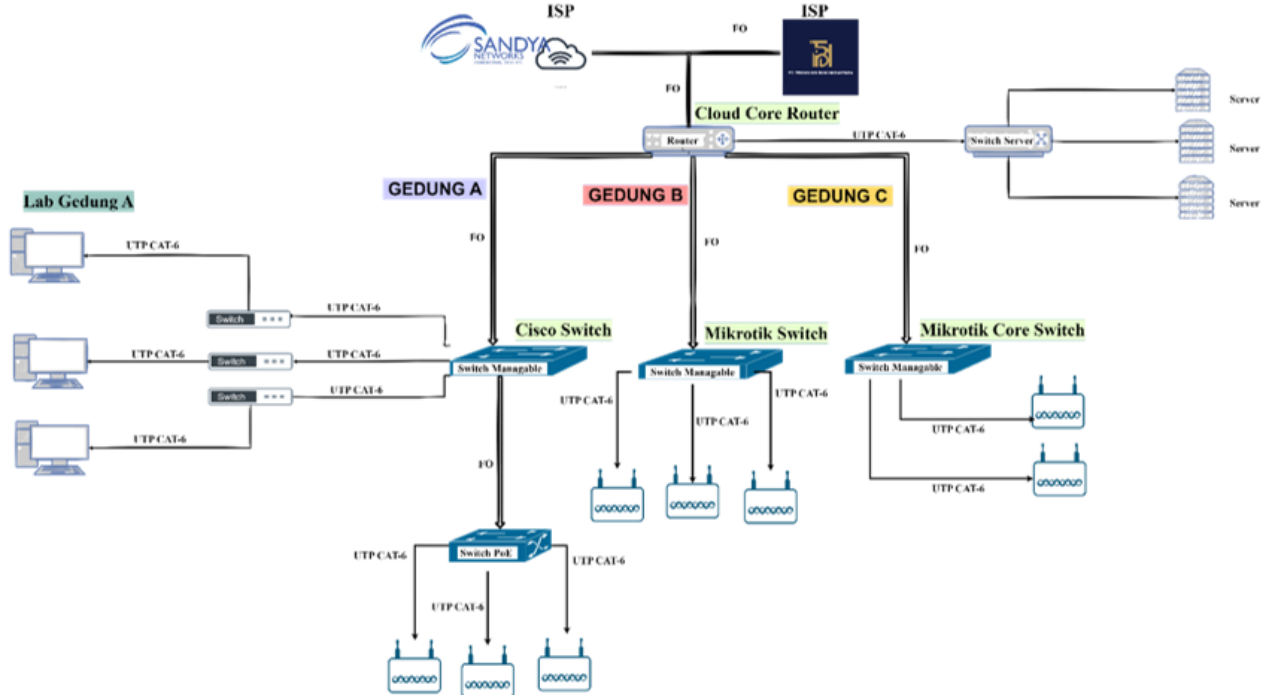 ISP
ISP
FO
SANDYA
NETWORKS
FO
Cloud Core Router
Router
UTP CAT-6
Switch Server
Server
Server
Server
GEDUNG A
GEDUNG B
GEDUNG C
Lab Gedung A
FO
FO
FO
UTP CAT-6
UTP CAT-6
Switch
UTP CAT-6
UTP CAT-6
Switch
UTP CAT-6
Switch
UTP CAT-6
Cisco Switch
Switch Managable
Mikrotik Switch
Switch Managable
Mikrotik Core Switch
Switch Managable
UTP CAT-6
UTP CAT-6
UTP CAT-6
UTP CAT-6
UTP CAT-6
FO
Switch PoE
UTP CAT-6
UTP CAT-6
UTP CAT-6